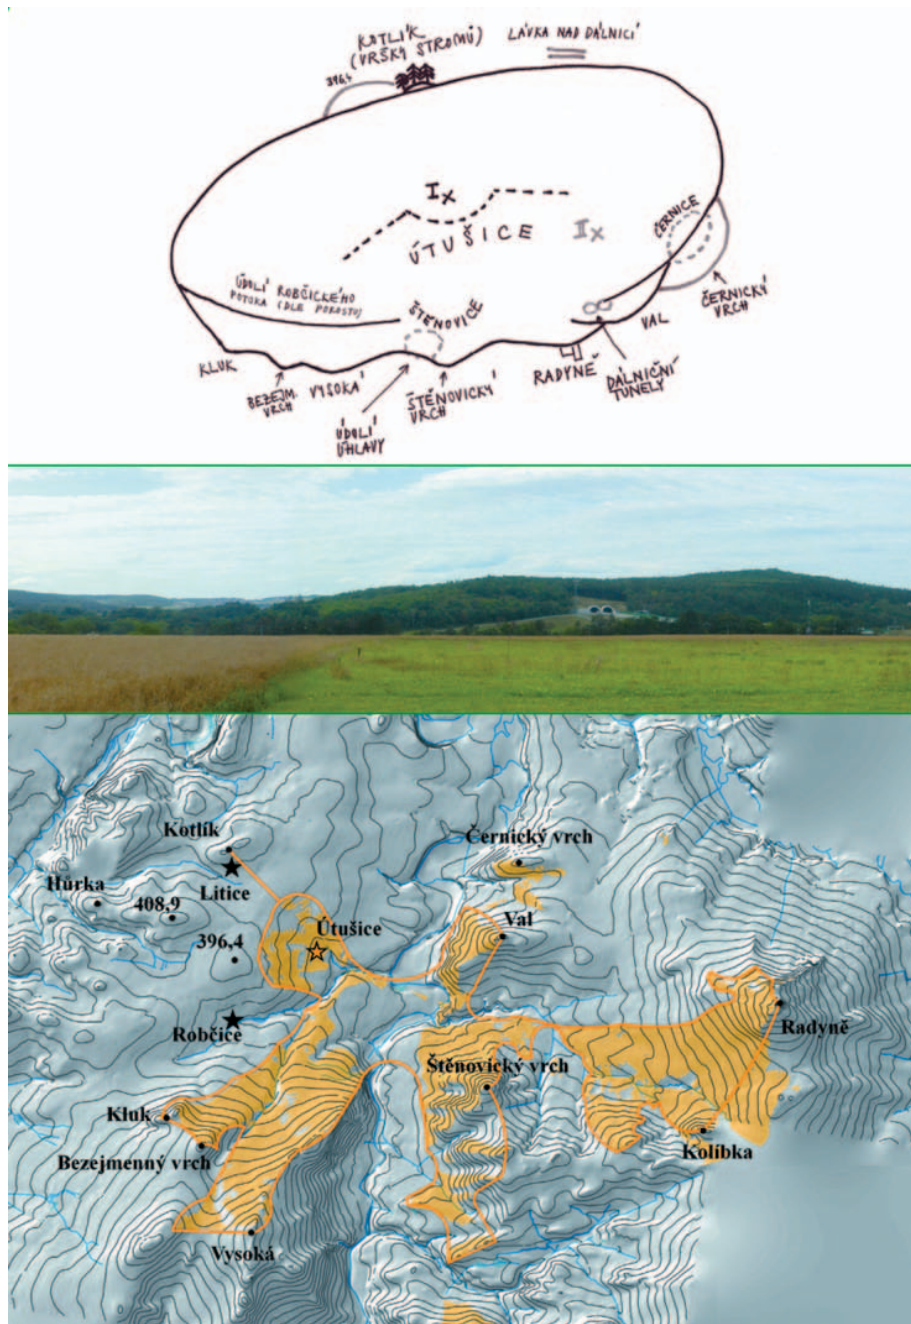 KOTLÍK
(VRŠKY STROMŮ)
LÁVKA NAD DÁLNICÍ
396,4
Ix
ÚTUŠICE
Ix
ČERNICE
ÚDOLÍ ROBČICKÉHO
POTOKA (DLE POROSTU)
ŠTĚNOVICE
ČERNICKÝ
VRCH
VAL
KLUK
BEZEJM.
VRCH
VYSOKÁ
ÚDOLÍ
ÚHLAVY
ŠTĚNOVICKÝ
VRCH
RADYNĚ
DÁLNIČNÍ
TUNELY
Kotlík
Černický vrch
Hůrka
Litice
408,9
Útušice
Val
396,4
Robčice
Radyně
Štěnovický vrch
Kluk
Bezejmenný vrch
Kolíbka
Vysoká